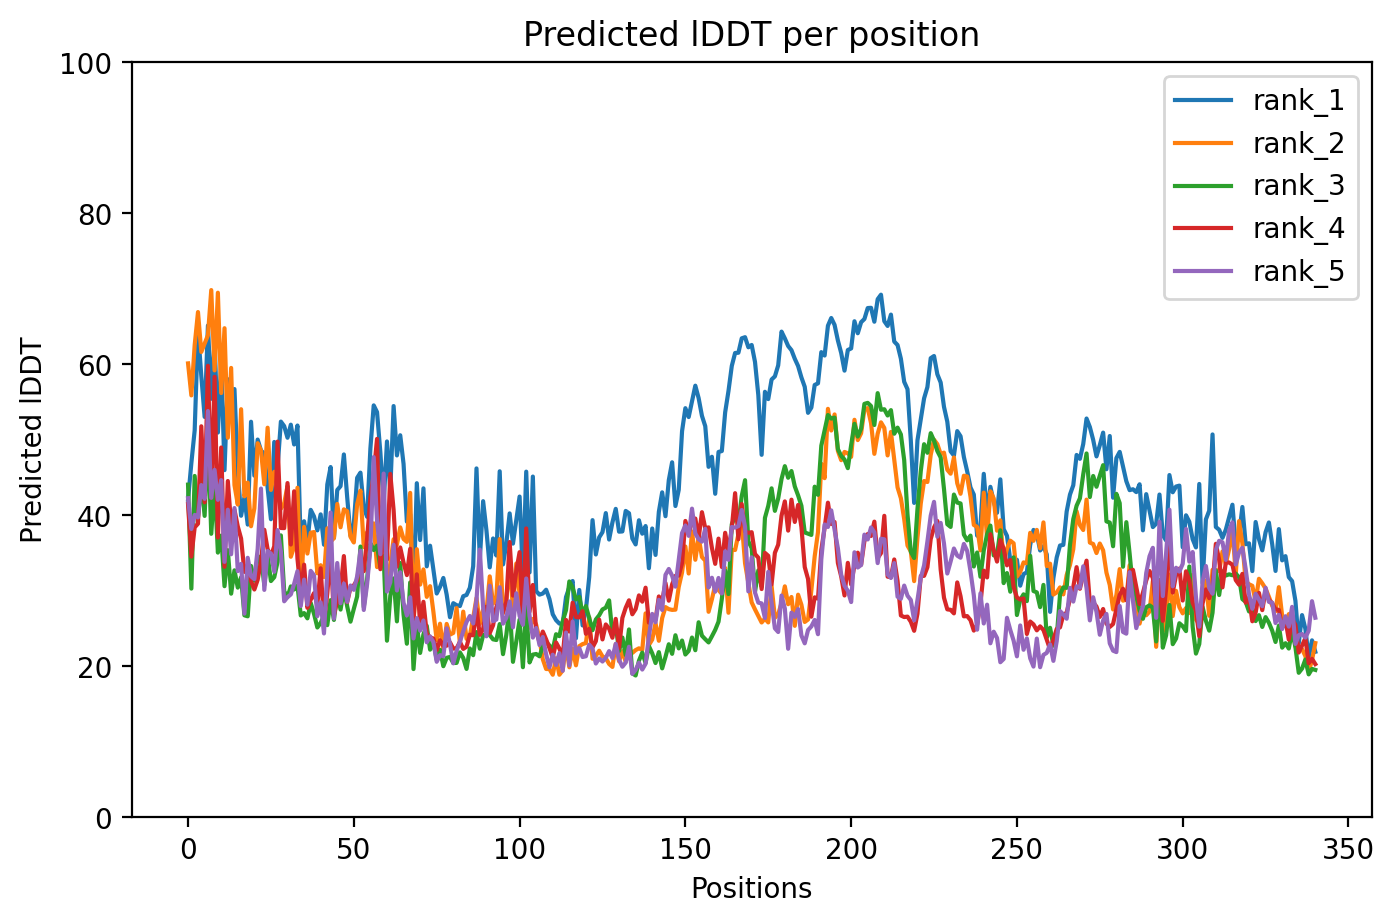 Predicted lDDT per position
Predicted lDDT
100
80
60
40
20
0
0 50 100 150 200 250 300 350
Positions
rank_1
rank_2
rank_3
rank_4
rank_5